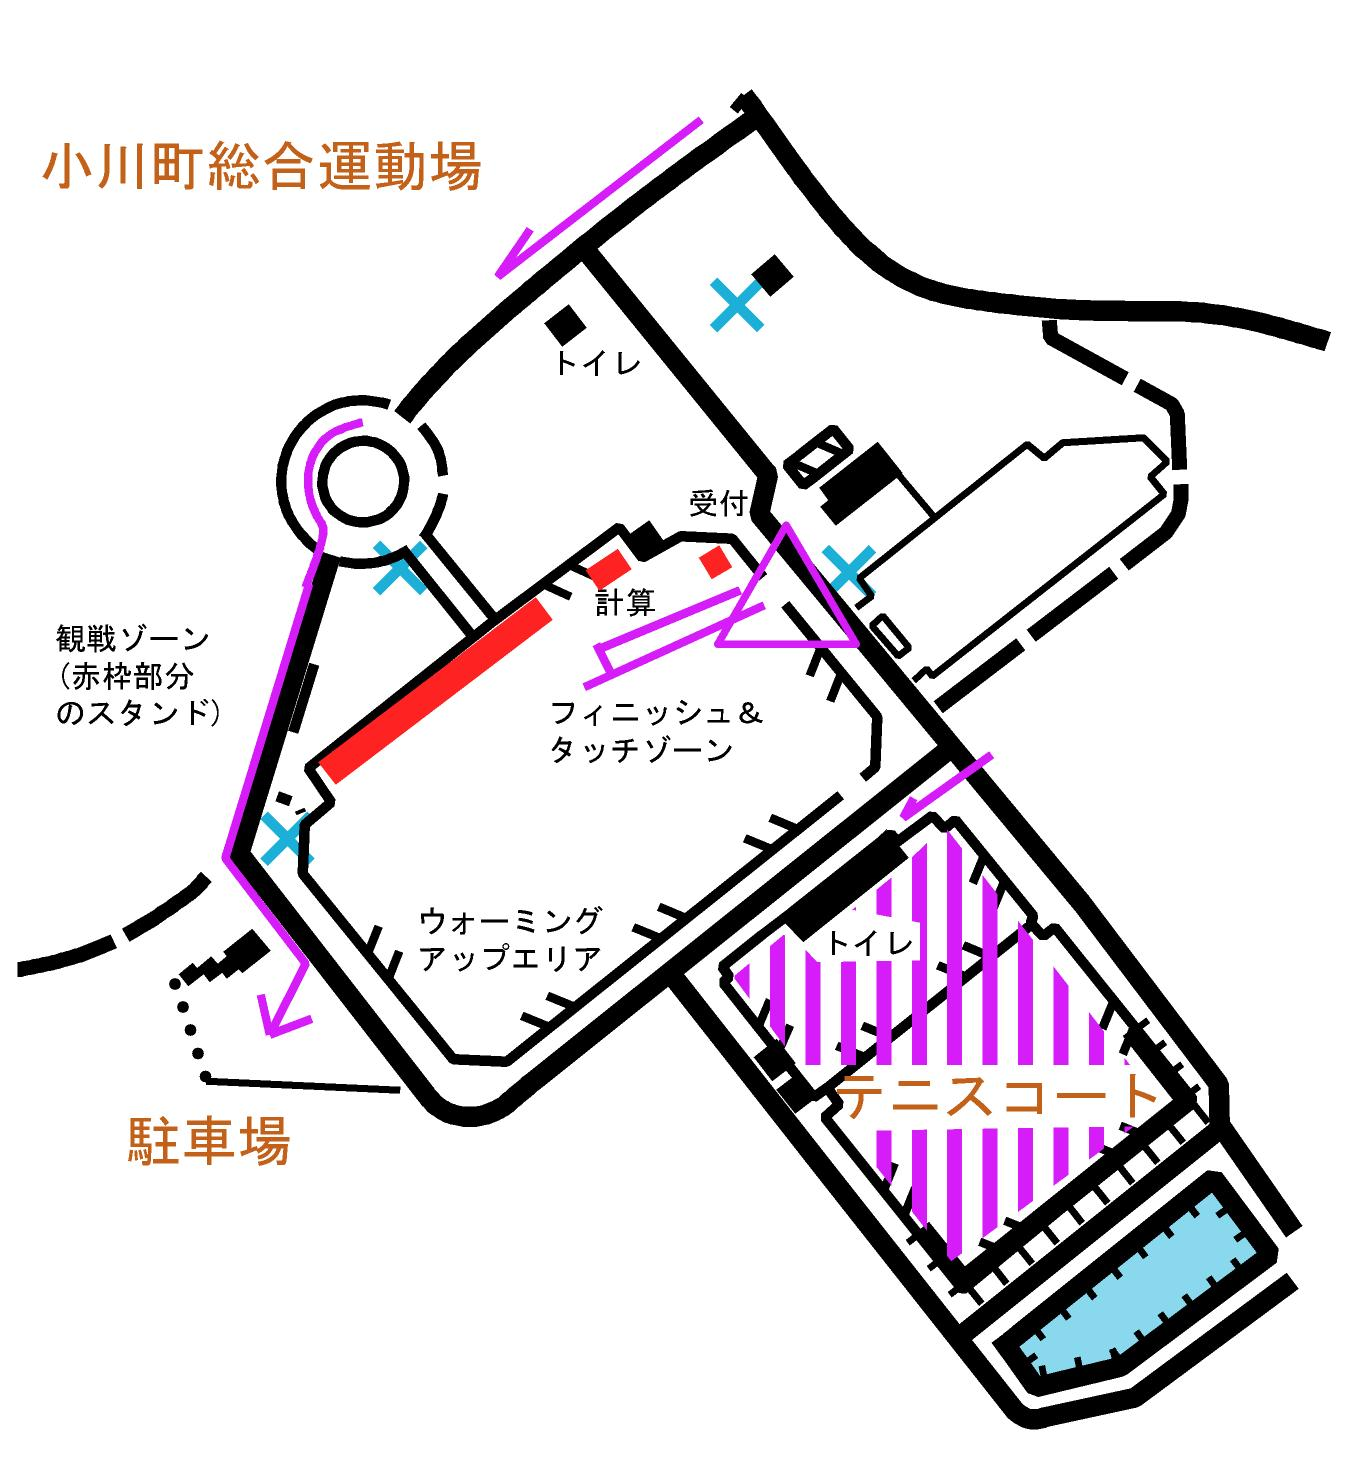 小川町総合運動場
トイレ
受付
計算
観戦ゾーン
（赤枠部分
のスタンド）
フィニッシュ＆
タッチゾーン
ウォーミング
アップエリア
トイレ
テニスコート
駐車場